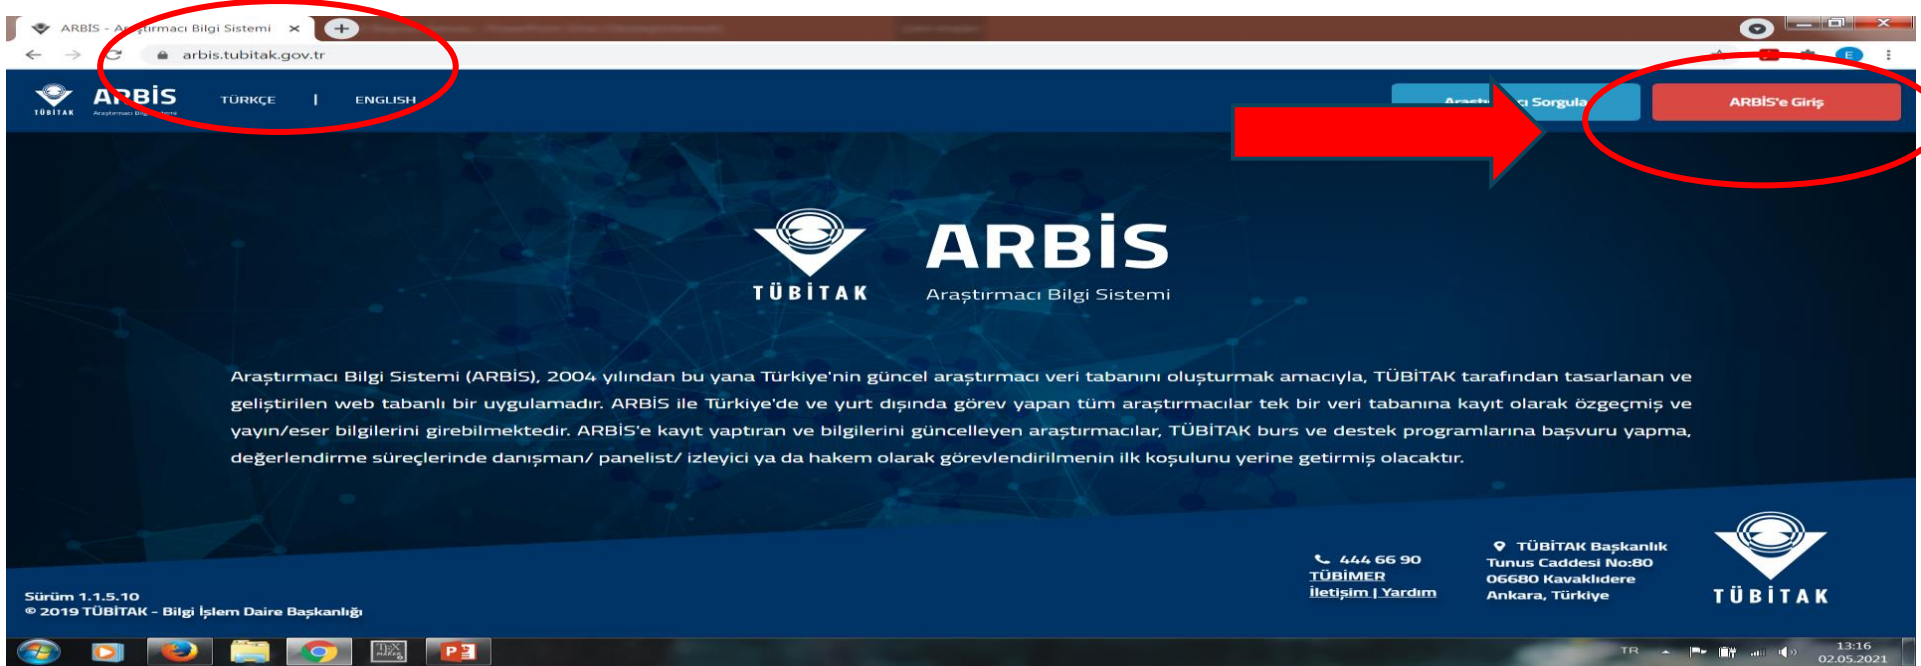 ARBİS - Araştırmacı Bilgi Sistemi
arbis.tubitak.gov.tr
E
TÜBİTAK
ARBİS
Araştırmacı Bilgi Sistemi
TÜRKÇE | ENGLISH
Araştırmacı Sorgula
ARBİS'e Giriş
TÜBİTAK
ARBİS
Araştırmacı Bilgi Sistemi
Araştırmacı Bilgi Sistemi (ARBİS), 2004 yılından bu yana Türkiye'nin güncel araştırmacı veri tabanını oluşturmak amacıyla, TÜBİTAK tarafından tasarlanan ve
geliştirilen web tabanlı bir uygulamadır. ARBİS ile Türkiye'de ve yurt dışında görev yapan tüm araştırmacılar tek bir veri tabanına kayıt olarak özgeçmiş ve
yayın/eser bilgilerini girebilmektedir. ARBİS'e kayıt yaptıran ve bilgilerini güncelleyen araştırmacılar, TÜBİTAK burs ve destek programlarına başvuru yapma,
değerlendirme süreçlerinde danışman/ panelist/ izleyici ya da hakem olarak görevlendirilmenin ilk koşulunu yerine getirmiş olacaktır.
444 66 90
TÜBİMER
İletişim | Yardım
TÜBİTAK Başkanlık
Tunus Caddesi No:80
06680 Kavaklıdere
Ankara, Türkiye
TÜBİTAK
Sürüm 1.1.5.10
© 2019 TÜBİTAK - Bilgi İşlem Daire Başkanlığı
TEX
MAKER
P
TR
13:16
02.05.2021